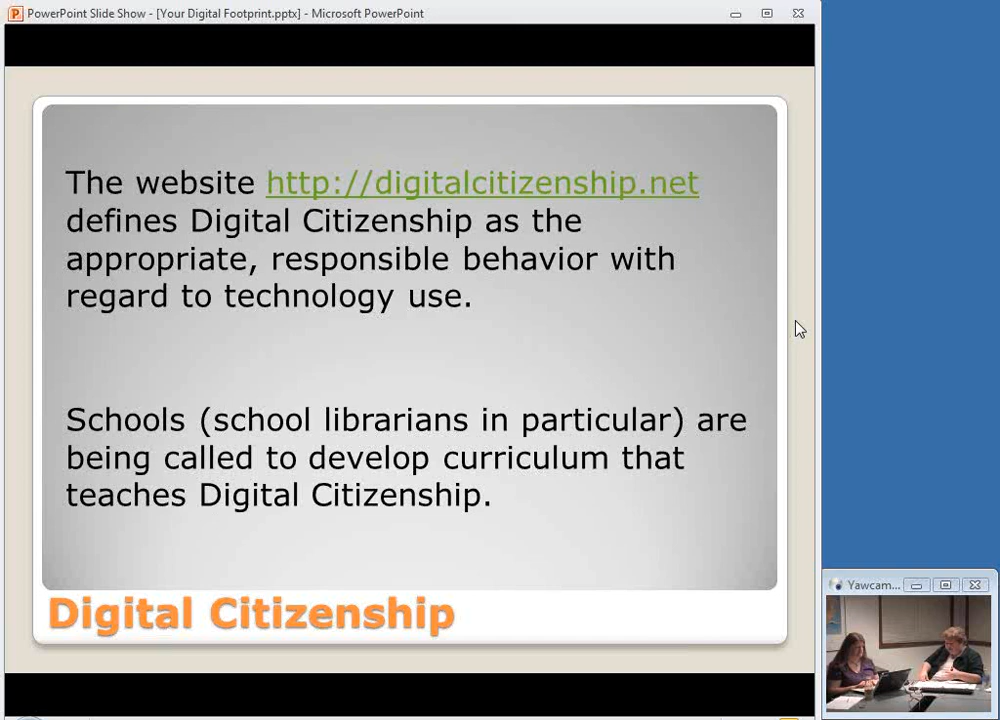 PowerPoint Slide Show - [Your Digital Footprint.pptx] - Microsoft PowerPoint
The website http://digitalcitizenship.net
defines Digital Citizenship as the
appropriate, responsible behavior with
regard to technology use.
Schools (school librarians in particular) are
being called to develop curriculum that
teaches Digital Citizenship.
Digital Citizenship
Yawcam...